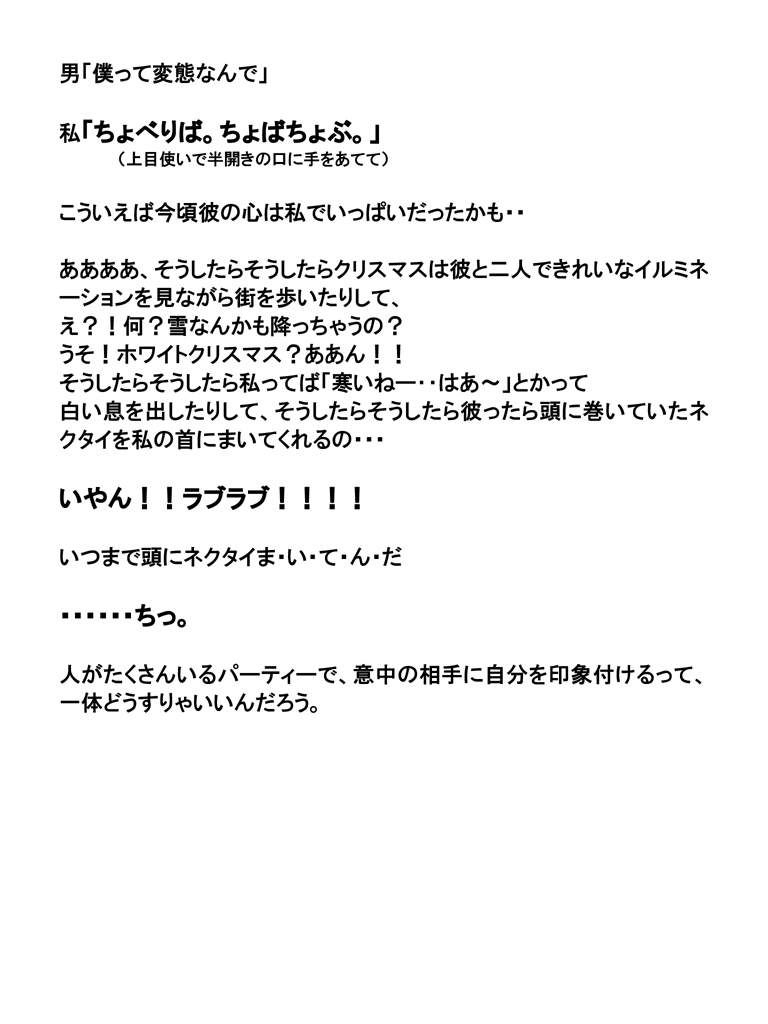 男「僕って変態なんで」
私「ちょべりば。ちょばちょぶ。」
（上目使いで半開きの口に手をあてて）
こういえば今頃彼の心は私でいっぱいだったかも・・
ああああ、そうしたらそうしたらクリスマスは彼と二人できれいなイルミネ
ーションを見ながら街を歩いたりして、
え？！何？雪なんかも降っちゃうの？
うそ！ホワイトクリスマス？ああん！！
そうしたらそうしたら私ってば「寒いねー・・はあ～」とかって
白い息を出したりして、そうしたらそうしたら彼ったら頭に巻いていたネ
クタイを私の首にまいてくれるの・・・
いやん！！ラブラブ！！！！
いつまで頭にネクタイま・い・て・ん・だ
・・・・・・ちっ。
人がたくさんいるパーティーで、意中の相手に自分を印象付けるって、
一体どうすりゃいいんだろう。